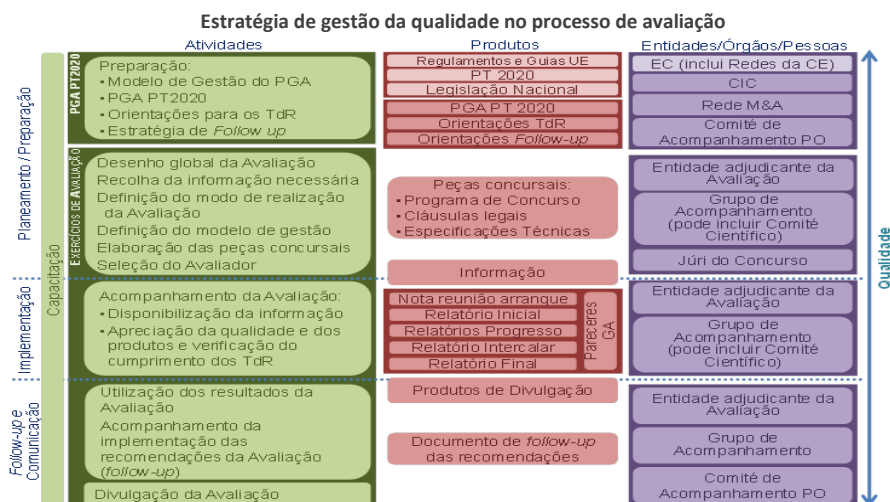 Estratégia de gestão da qualidade no processo de avaliação
Atividades
Produtos
Entidades/Órgãos/Pessoas
Planeamento / Preparação
Capacitação
PGA PT2020
Preparação:
▪ Modelo de Gestão do PGA
▪ PGA PT2020
▪ Orientações para os TdR
▪ Estratégia de Follow up
Regulamentos e Guias UE
PT 2020
Legislação Nacional
PGA PT 2020
Orientações TdR
Orientações Follow-up
EC (inclui Redes da CE)
CIC
Rede M&A
Comité de
Acompanhamento PO
EXERCÍCIOS DE AVALIAÇÃO
Desenho global da Avaliação
Recolha da informação necessária
Definição do modo de realização
da Avaliação
Definição do modelo de gestão
Elaboração das peças concursais
Seleção do Avaliador
Peças concursais:
▪ Programa de Concurso
▪ Cláusulas legais
▪ Especificações Técnicas
Informação
Entidade adjudicante da
Avaliação
Grupo de
Acompanhamento
(pode incluir Comité
Científico)
Júri do Concurso
Qualidade
Implementação
Acompanhamento da Avaliação:
▪ Disponibilização da informação
▪ Apreciação da qualidade e dos
produtos e verificação do
cumprimento dos TdR
Nota reunião arranque
Relatório Inicial
Relatórios Progresso
Relatório Intercalar
Relatório Final
Pareceres
GA
Entidade adjudicante da
Avaliação
Grupo de
Acompanhamento
(pode incluir Comité
Científico)
Follow-up e
Comunicação
Utilização dos resultados da
Avaliação
Acompanhamento da
implementação das
recomendações da Avaliação
(follow-up)
Divulgação da Avaliação
Produtos de Divulgação
Documento de follow-up
das recomendações
Entidade adjudicante da
Avaliação
Grupo de
Acompanhamento
Comité de
Acompanhamento PO